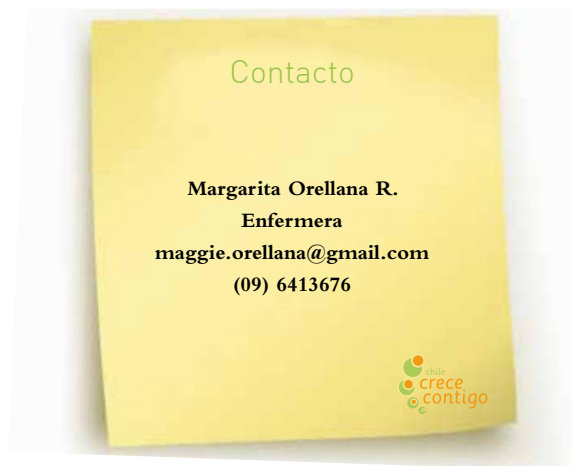 Contacto
Margarita Orellana R.
Enfermera
maggie.orellana@gmail.com
(09) 6413676
chile
crece
contigo